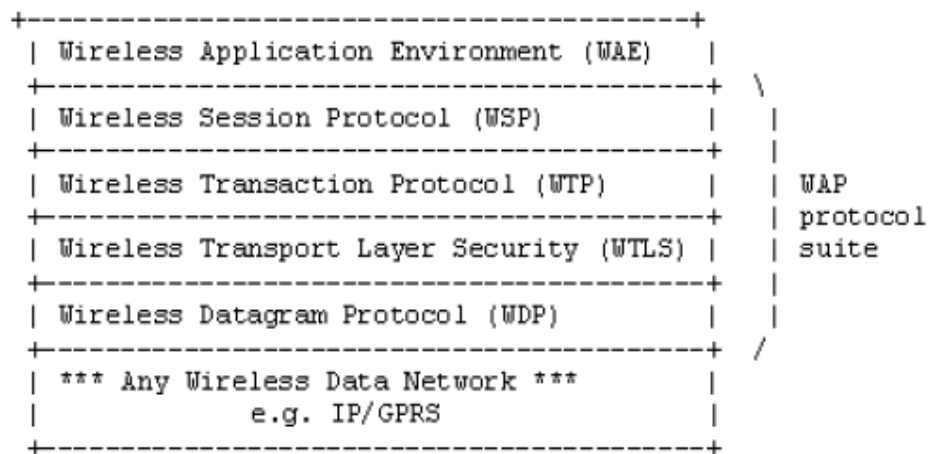 Wireless Application Environment (WAE)
Wireless Session Protocol (WSP)
Wireless Transaction Protocol (WTP)
Wireless Transport Layer Security (WTLS)
Wireless Datagram Protocol (WDP)
*** Any Wireless Data Network ***
e.g. IP/GPRS
WAP
protocol
suite